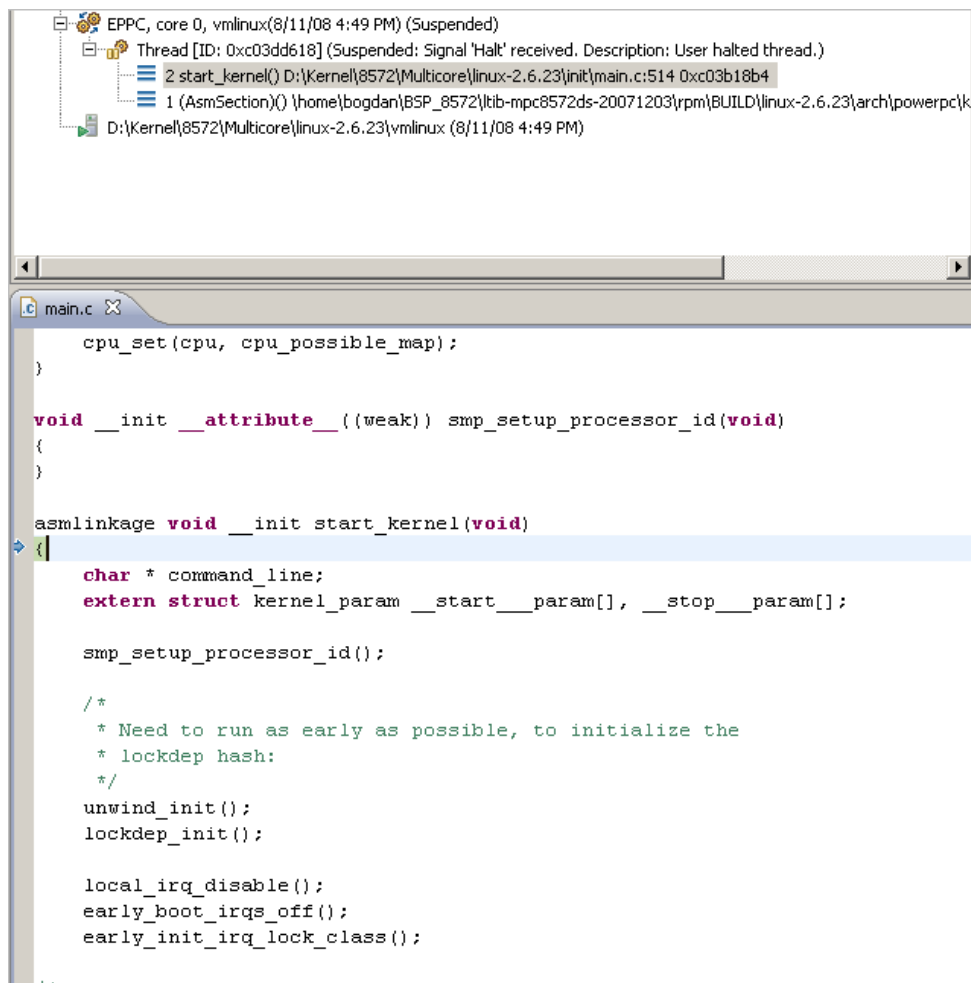 EPPC, core 0, vmlinux(8/11/08 4:49 PM) (Suspended)
Thread [ID: 0xc03dd618] (Suspended: Signal 'Halt' received. Description: User halted thread.)
2 start_kernel() D:\Kernel\8572\Multicore\linux-2.6.23\init\main.c:514 0xc03b18b4
1 (AsmSection)() \home\bogdan\BSP_8572\ltib-mpc8572ds-20071203\rpm\BUILD\linux-2.6.23\arch\powerpc\k
D:\Kernel\8572\Multicore\linux-2.6.23\vmlinux (8/11/08 4:49 PM)
.c main.c
cpu_set(cpu, cpu_possible_map);
}
void __init __attribute__((weak)) smp_setup_processor_id(void)
{
}
asmlinkage void __init start_kernel(void)
{
char * command_line;
extern struct kernel_param __start___param[], __stop___param[];
smp_setup_processor_id();
/*
* Need to run as early as possible, to initialize the
* lockdep hash:
*/
unwind_init();
lockdep_init();
local_irq_disable();
early_boot_irqs_off();
early_init_irq_lock_class();